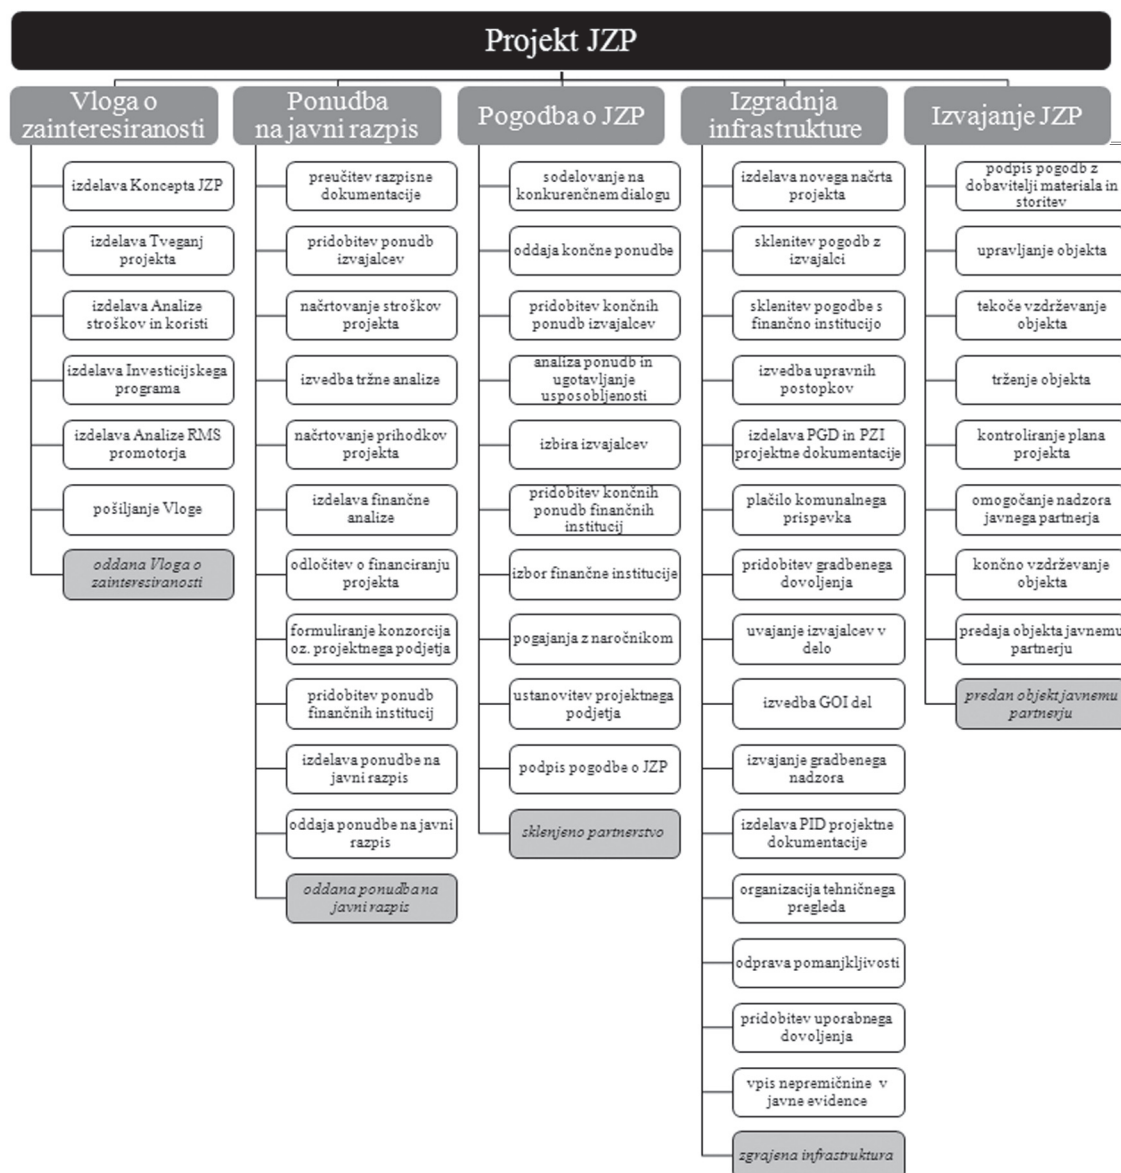 Projekt JZP
Vloga o
zainteresiranosti
izdelava Koncepta JZP
izdelava Tveganj
projekta
izdelava Analize
stroškov in koristi
izdelava Investicijskega
programa
izdelava Analize RMS
promotorja
pošiljanje Vloge
oddana Vloga o
zainteresiranosti
Ponudba
na javni razpis
preučitev razpisne
dokumentacije
pridobitev ponudb
izvajalcev
načrtovanje stroškov
projekta
izvedba tržne analize
načrtovanje prihodkov
projekta
izdelava finančne
analize
odločitev o financiranju
projekta
formuliranje konzorcija
oz. projektnega podjetja
pridobitev ponudb
finančnih institucij
izdelava ponudbe na
javni razpis
oddaja ponudbe na javni
razpis
oddana ponudba na
javni razpis
Pogodba o JZP
sodelovanje na
konkurenčnem dialogu
oddaja končne ponudbe
pridobitev končnih
ponudb izvajalcev
analiza ponudb in
ugotavljanje
usposobljenosti
izbira izvajalcev
pridobitev končnih
ponudb finančnih
institucij
izbor finančne institucije
pogajanja z naročnikom
ustanovitev projektnega
podjetja
podpis pogodbe o JZP
sklenjeno partnerstvo
Izgradnja
infrastrukture
izdelava novega načrta
projekta
sklenitev pogodb z
izvajalci
sklenitev pogodbe s
finančno institucijo
izvedba upravnih
postopkov
izdelava PGD in PZI
projektne dokumentacije
plačilo komunalnega
prispevka
pridobitev gradbenega
dovoljenja
uvajanje izvajalcev v
delo
izvedba GOI del
izvajanje gradbenega
nadzora
izdelava PID projektne
dokumentacije
organizacija tehničnega
pregleda
odprava pomanjkljivosti
pridobitev uporabnega
dovoljenja
vpis nepremičnine v
javne evidence
zgrajena infrastruktura
Izvajanje JZP
podpis pogodb z
dobavitelji materiala in
storitev
upravljanje objekta
tekoče vzdrževanje
objekta
trženje objekta
kontroliranje plana
projekta
omogočanje nadzora
javnega partnerja
končno vzdrževanje
objekta
predaja objekta javnemu
partnerju
predan objekt javnemu
partnerju